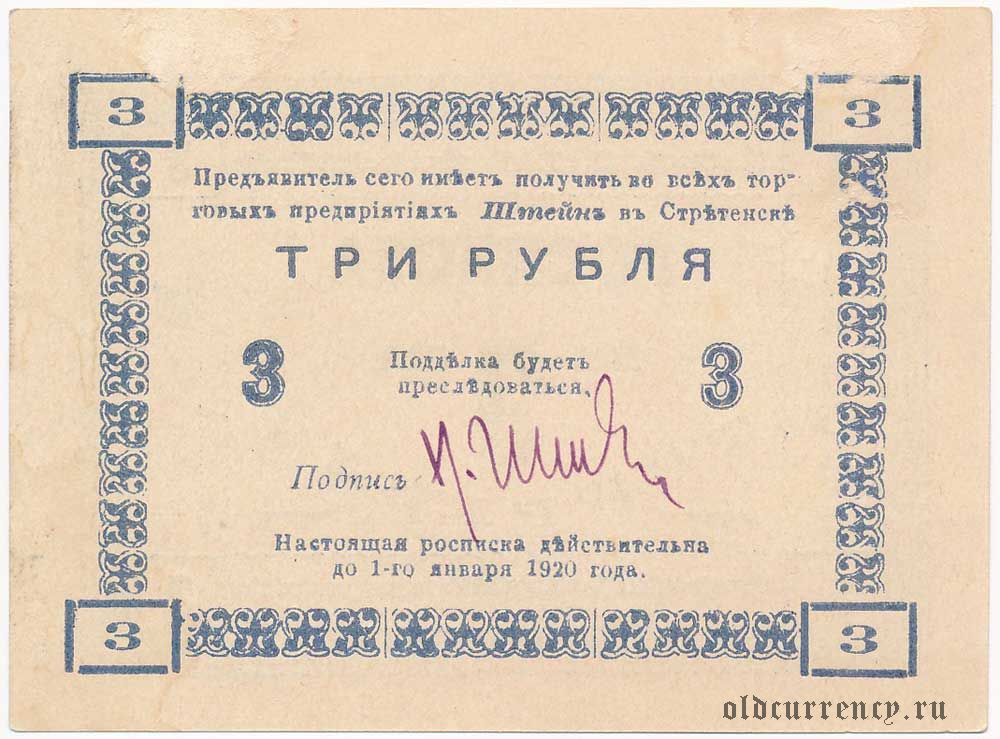 3 3
Предъявитель сего имѣетъ получить во всѣхъ тор-
говыхъ предпріятіяхъ Штейнъ в Стрѣтенскѣ
ТРИ РУБЛЯ
3 Поддѣлка будетъ 3
преслѣдоваться.
Подпись
Настоящая росписка дѣйствительна
до 1-го января 1920 года.
3 3
oldcurrency.ru